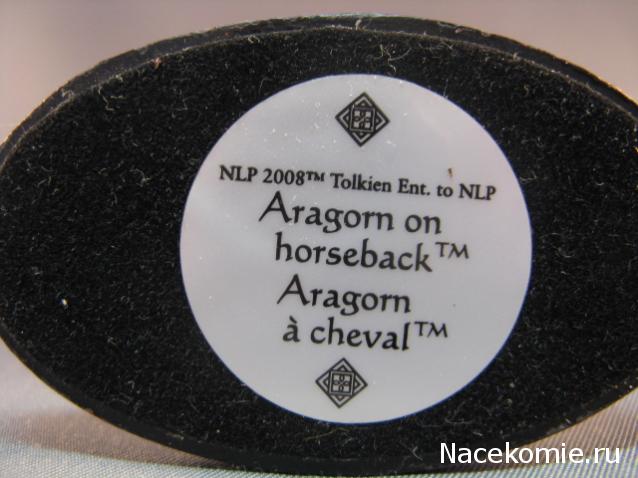 NLP 2008™ Tolkien Ent. to NLP
Aragorn on
horseback™
Aragorn
à cheval™
Nacekomie.ru